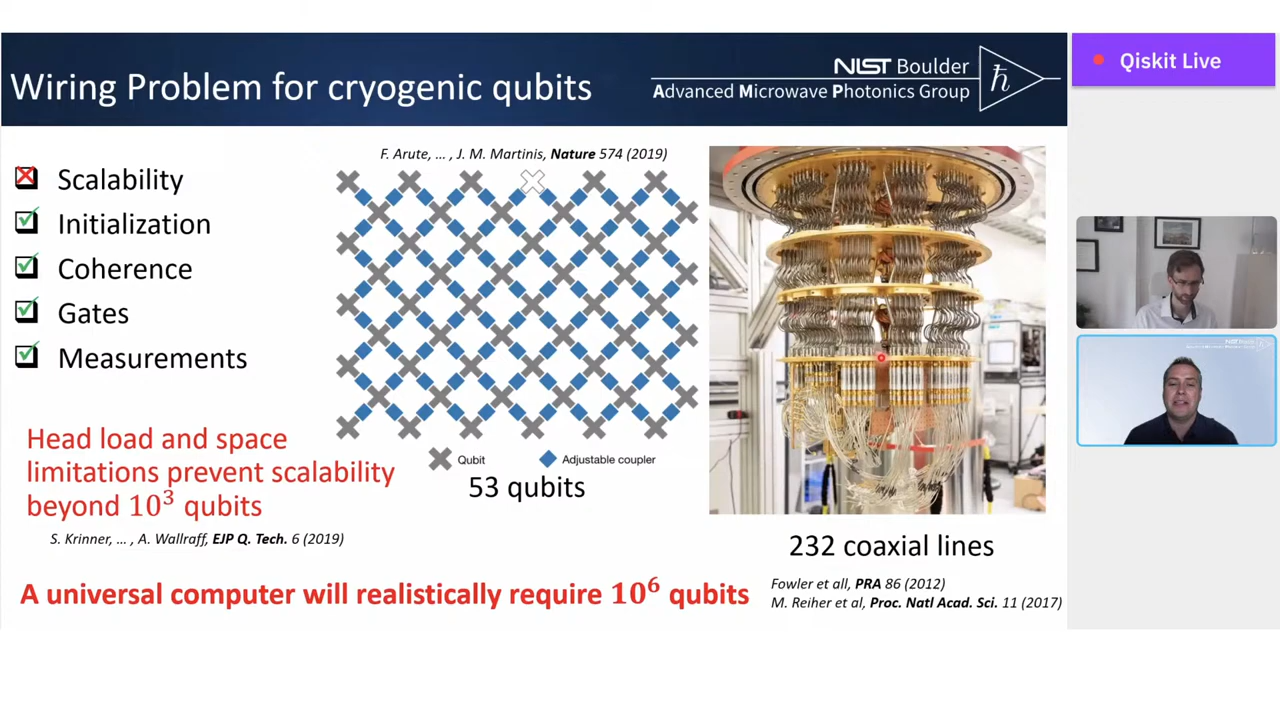 Wiring Problem for cryogenic qubits
NIST Boulder
Advanced Microwave Photonics Group
ħ
Qiskit Live
F. Arute, … , J. M. Martinis, Nature 574 (2019)
Scalability
Initialization
Coherence
Gates
Measurements
Head load and space
limitations prevent scalability
beyond 10³ qubits
S. Krinner, … , A. Wallraff, EJP Q. Tech. 6 (2019)
Qubit
Adjustable coupler
53 qubits
232 coaxial lines
A universal computer will realistically require 10⁶ qubits
Fowler et all, PRA 86 (2012)
M. Reiher et al, Proc. Natl Acad. Sci. 11 (2017)